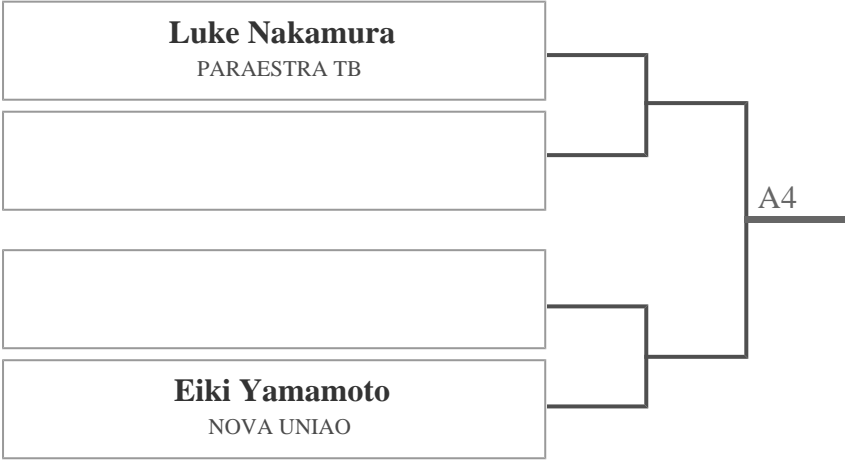 Luke Nakamura
PARAESTRA TB
A4
Eiki Yamamoto
NOVA UNIAO